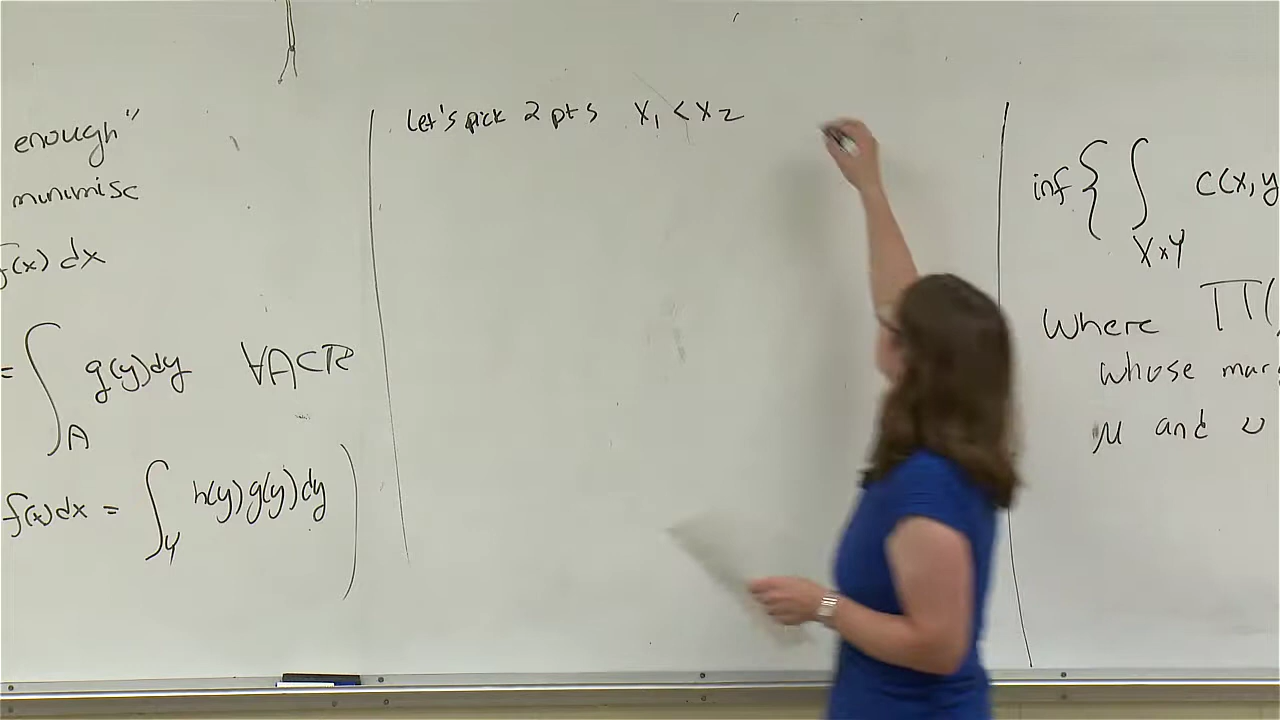 enough"
minimise
f(x) dx
= ∫_A g(y)dy ∀A⊂ℝ
f(x)dx = ∫_Y h(y)g(y)dy )
Let's pick 2 pts x₁ < x₂
inf { ∫_{X×Y} c(x,y
Where Π(
whose mar
μ and ν